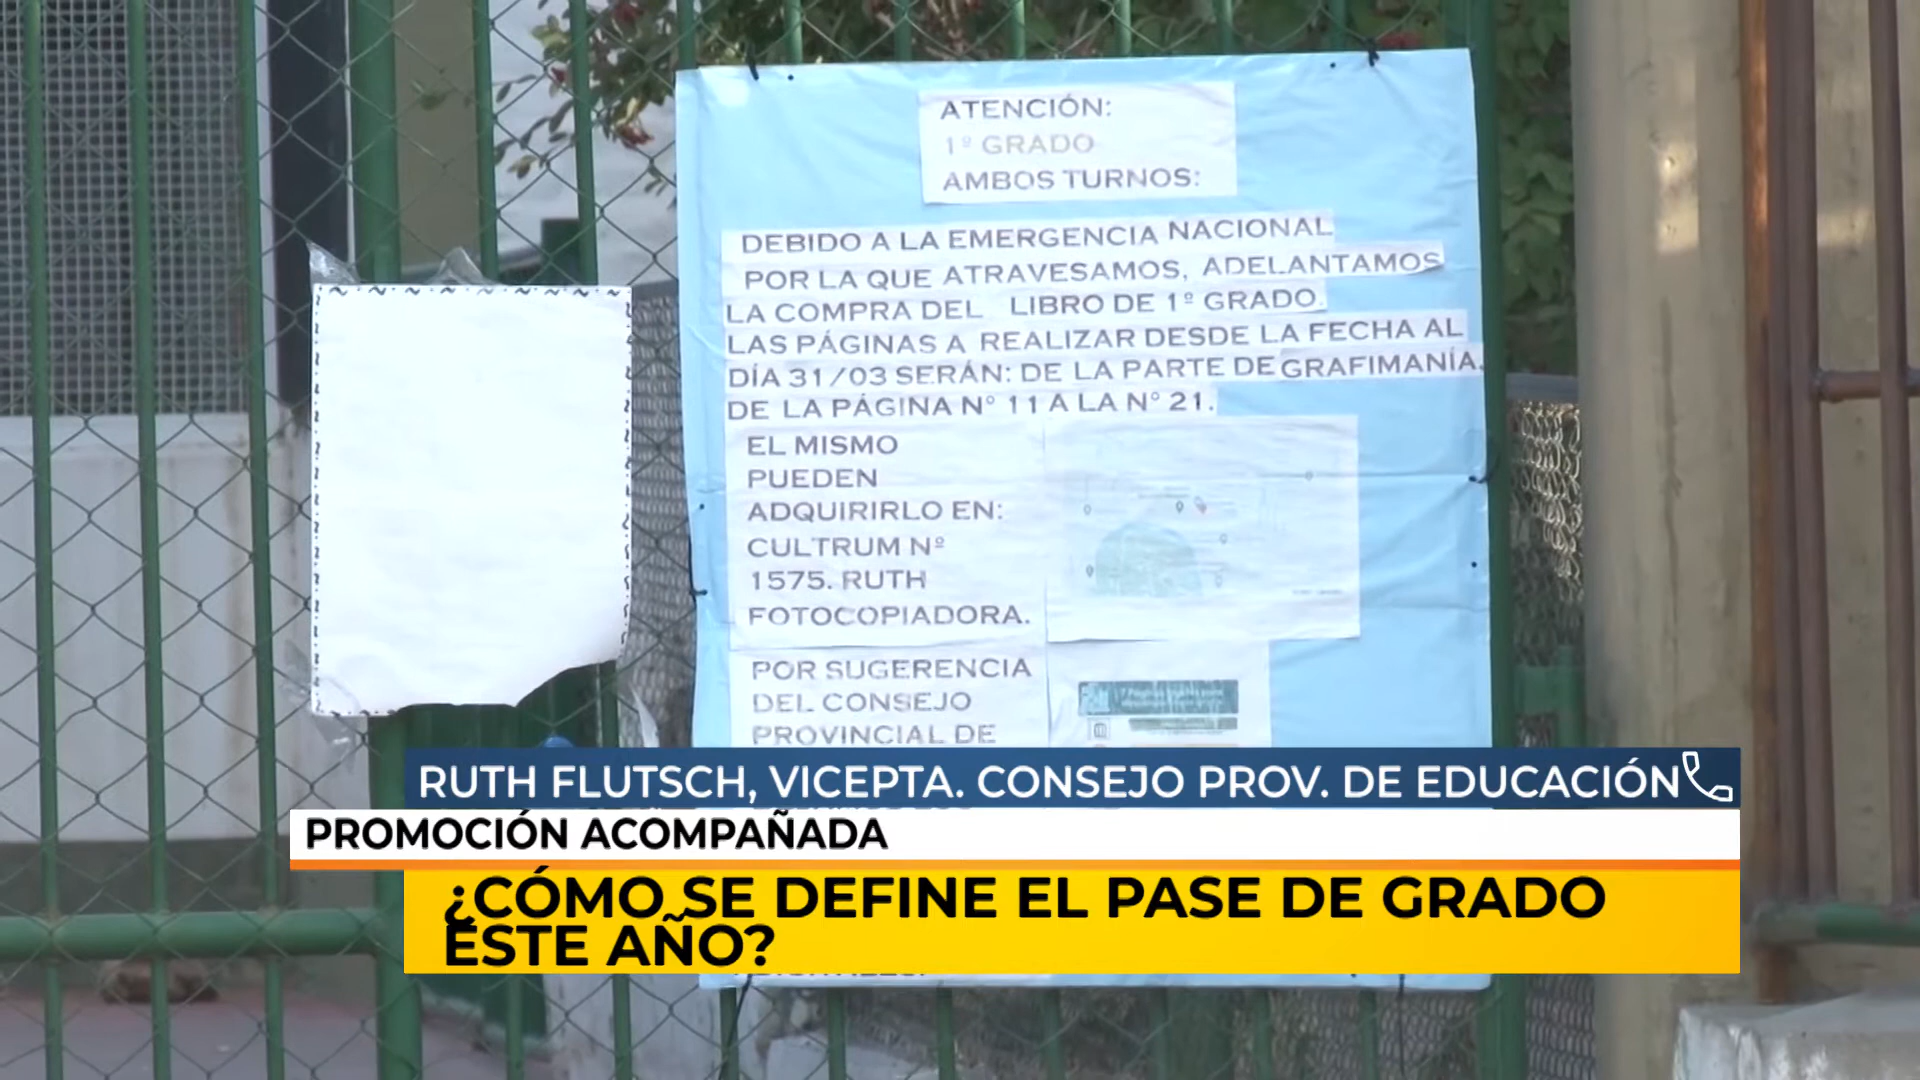 ATENCIÓN:
1º GRADO
AMBOS TURNOS:
DEBIDO A LA EMERGENCIA NACIONAL
POR LA QUE ATRAVESAMOS, ADELANTAMOS
LA COMPRA DEL LIBRO DE 1º GRADO.
LAS PÁGINAS A REALIZAR DESDE LA FECHA AL
DÍA 31/03 SERÁN: DE LA PARTE DE GRAFIMANÍA.
DE LA PÁGINA Nº 11 A LA Nº 21.
EL MISMO
PUEDEN
ADQUIRIRLO EN:
CULTRUM Nº
1575. RUTH
FOTOCOPIADORA.
POR SUGERENCIA
DEL CONSEJO
PROVINCIAL DE
RUTH FLUTSCH, VICEPTA. CONSEJO PROV. DE EDUCACIÓN
PROMOCIÓN ACOMPAÑADA
¿CÓMO SE DEFINE EL PASE DE GRADO
ESTE AÑO?